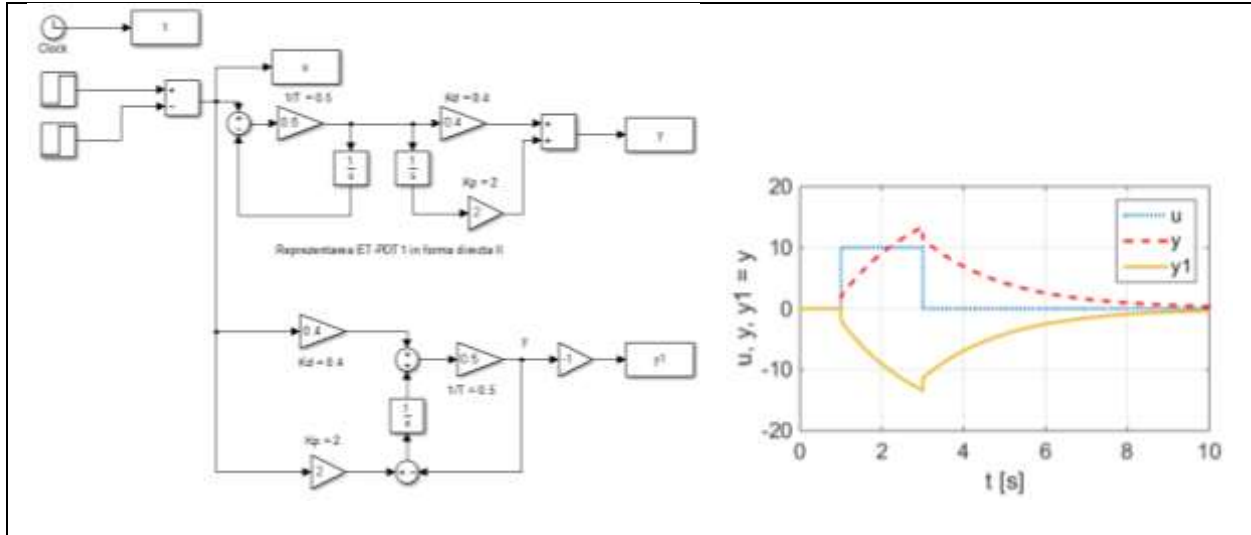 t
Clock
u
+
-
1/T = 0.5
0.5
Kd = 0.4
0.4
+
+
y
1
s
1
s
Kp = 2
2
Reprezentarea ET-PDT1 in forma directa II
0.4
Kd = 0.4
0.5
1/T = 0.5
y
-1
y1
1
s
Kp = 2
2
20
10
0
-10
-20
u, y, y1 = y
0
2
4
6
8
10
t [s]
u
y
y1